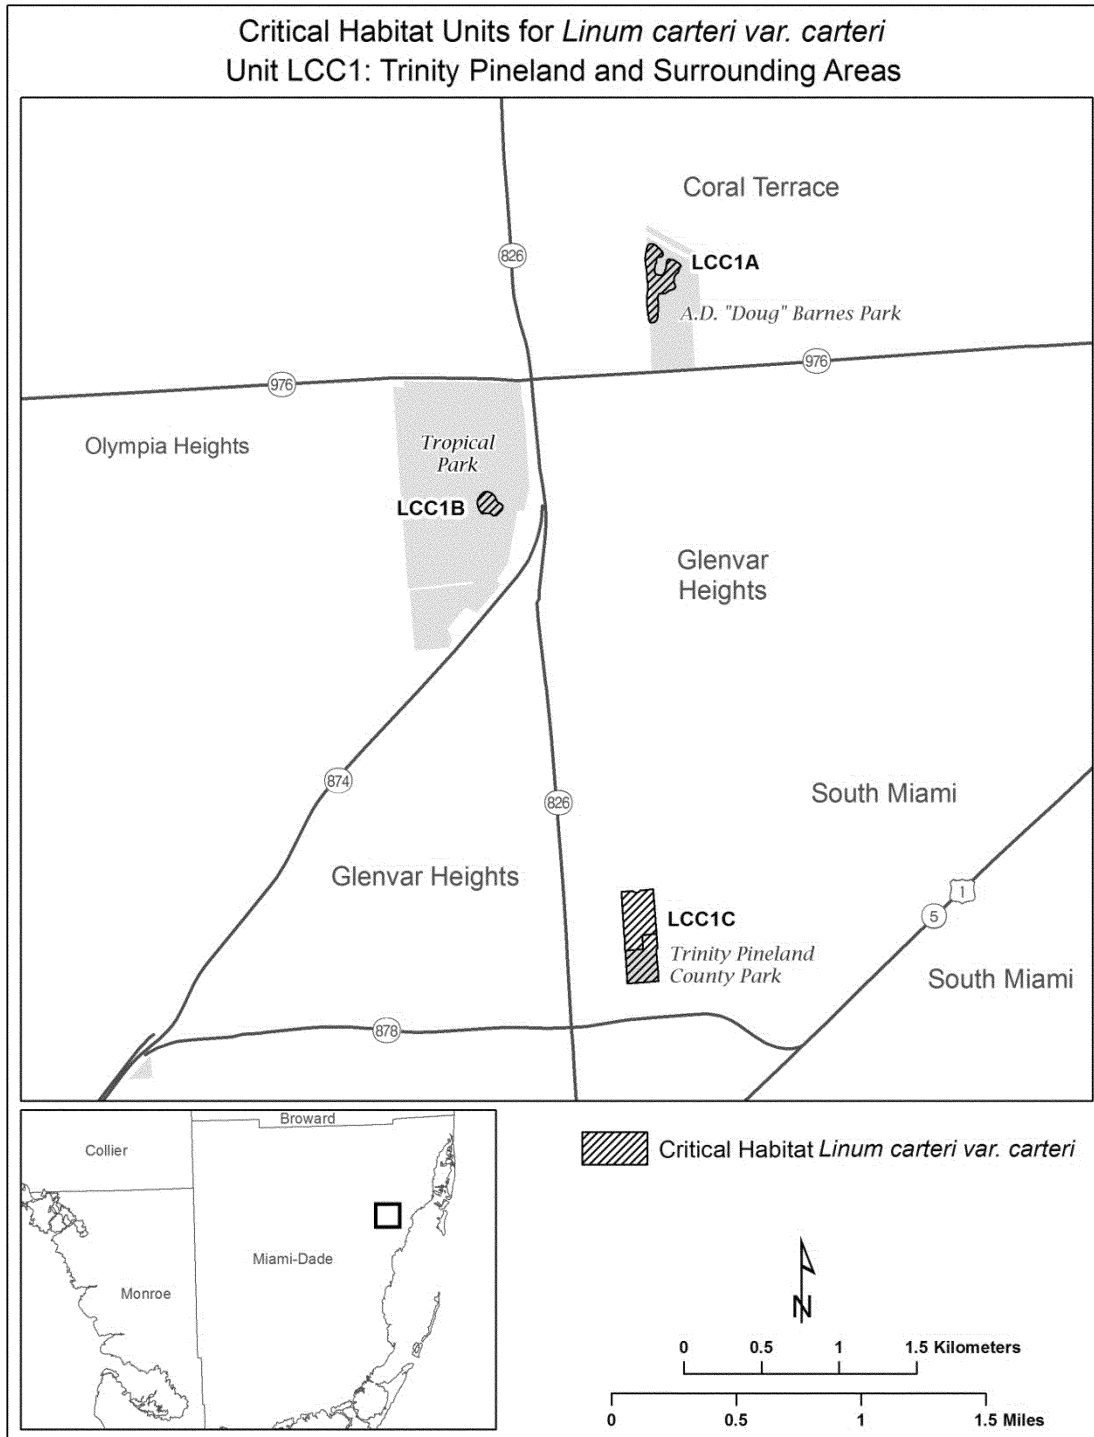 Critical Habitat Units for Linum carteri var. carteri
Unit LCC1: Trinity Pineland and Surrounding Areas
Coral Terrace
826
LCC1A
A.D. "Doug" Barnes Park
976
976
Olympia Heights
Tropical
Park
LCC1B
Glenvar
Heights
874
826
South Miami
Glenvar Heights
1
5
LCC1C
Trinity Pineland
County Park
South Miami
878
Broward
Collier
Miami-Dade
Monroe
Critical Habitat Linum carteri var. carteri
N
0 0.5 1 1.5 Kilometers
0 0.5 1 1.5 Miles